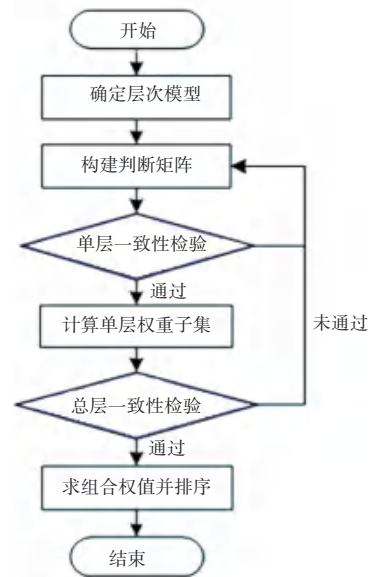 开始
确定层次模型
构建判断矩阵
单层一致性检验
通过
计算单层权重子集
未通过
总层一致性检验
通过
求组合权值并排序
结束